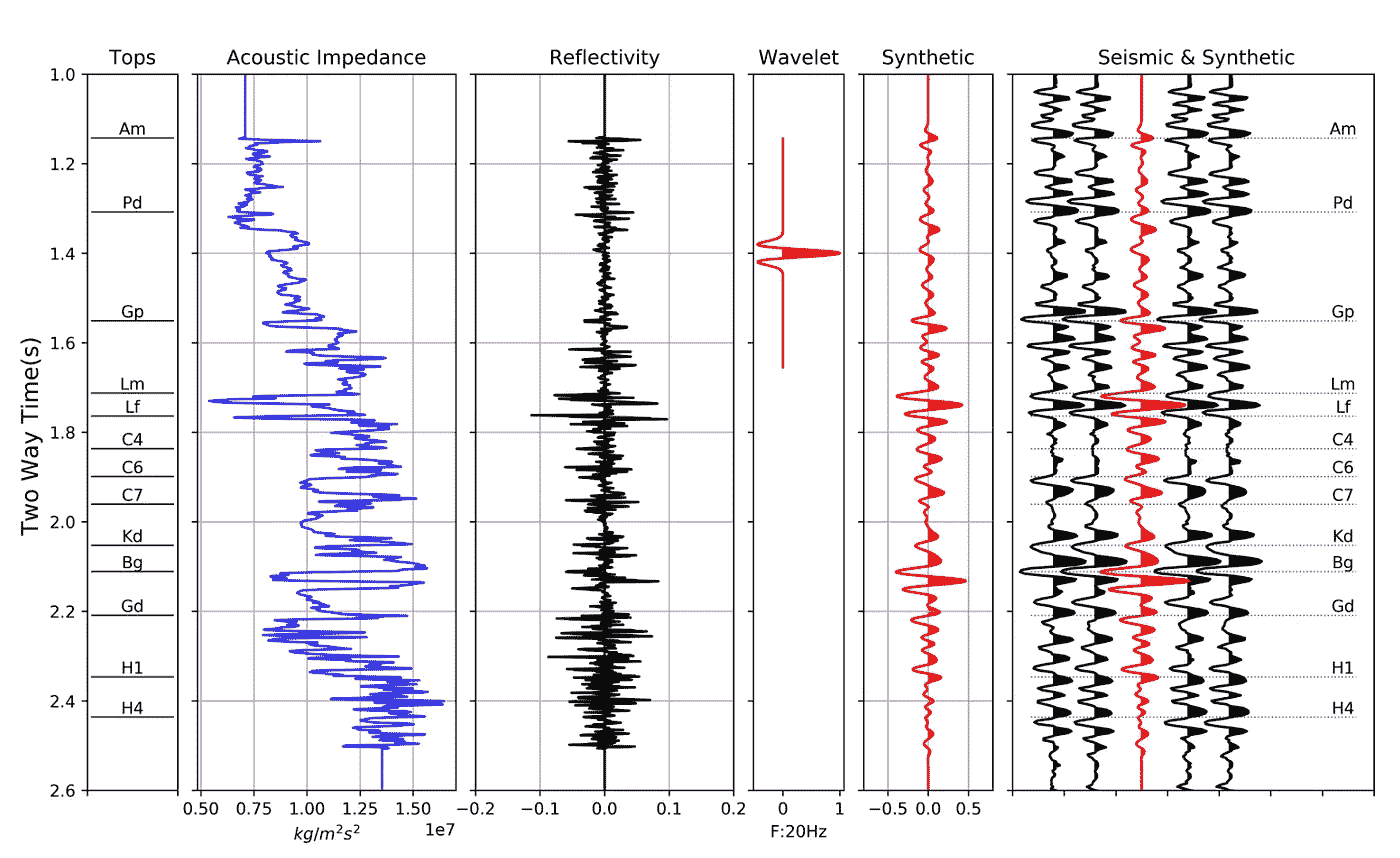 Tops Acoustic Impedance Reflectivity Wavelet Synthetic Seismic & Synthetic
Two Way Time(s)
1.0
1.2
1.4
1.6
1.8
2.0
2.2
2.4
2.6
Am
Pd
Gp
Lm
Lf
C4
C6
C7
Kd
Bg
Gd
H1
H4
Am
Pd
Gp
Lm
Lf
C4
C6
C7
Kd
Bg
Gd
H1
H4
0.50 0.75 1.00 1.25 1.50 −0.2 −0.1 0.0 0.1 0.2 0 1 −0.5 0.0 0.5
kg/m²s² 1e7 F:20Hz